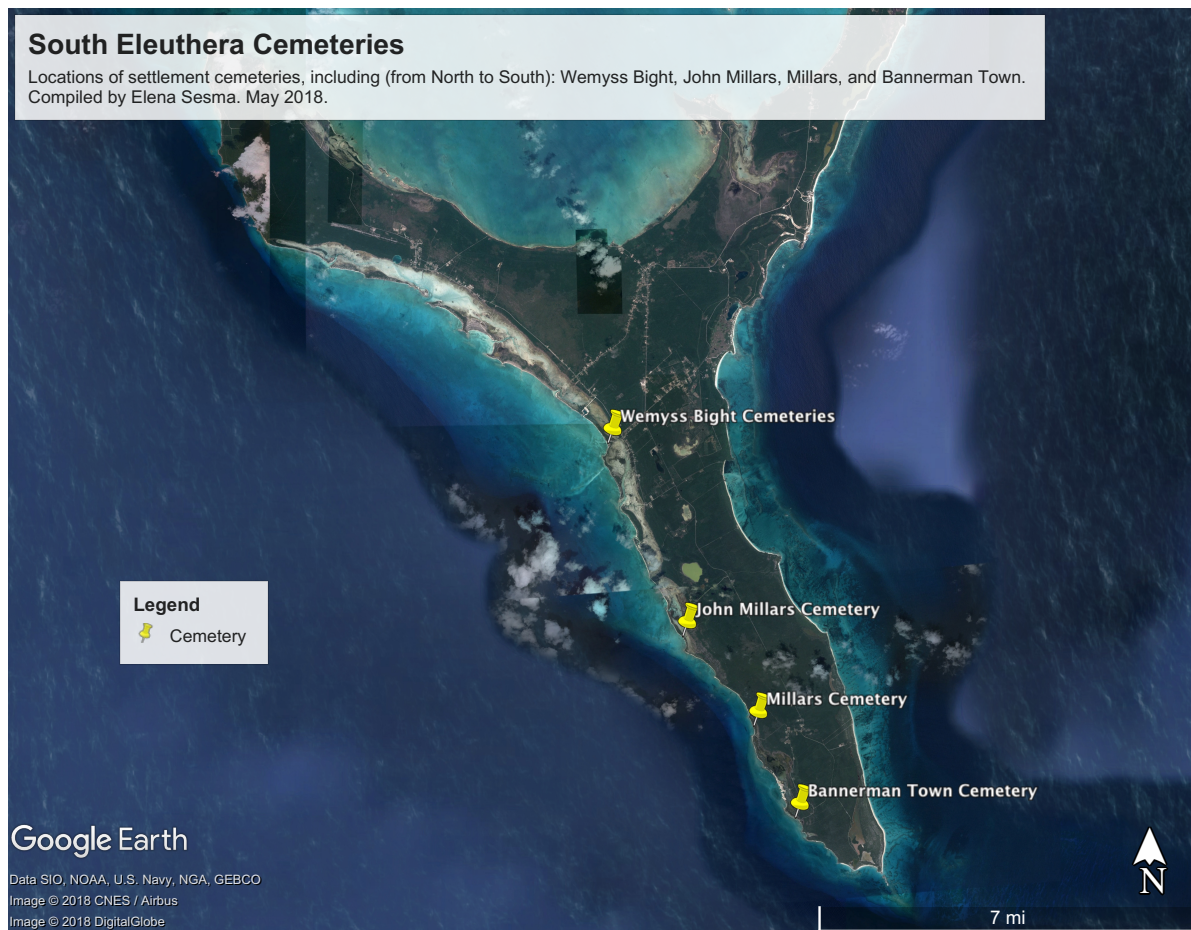 South Eleuthera Cemeteries
Locations of settlement cemeteries, including (from North to South): Wemyss Bight, John Millars, Millars, and Bannerman Town.
Compiled by Elena Sesma. May 2018.
Wemyss Bight Cemeteries
John Millars Cemetery
Millars Cemetery
Bannerman Town Cemetery
Legend
Cemetery
Google Earth
Data SIO, NOAA, U.S. Navy, NGA, GEBCO
Image © 2018 CNES / Airbus
Image © 2018 DigitalGlobe
N
7 mi